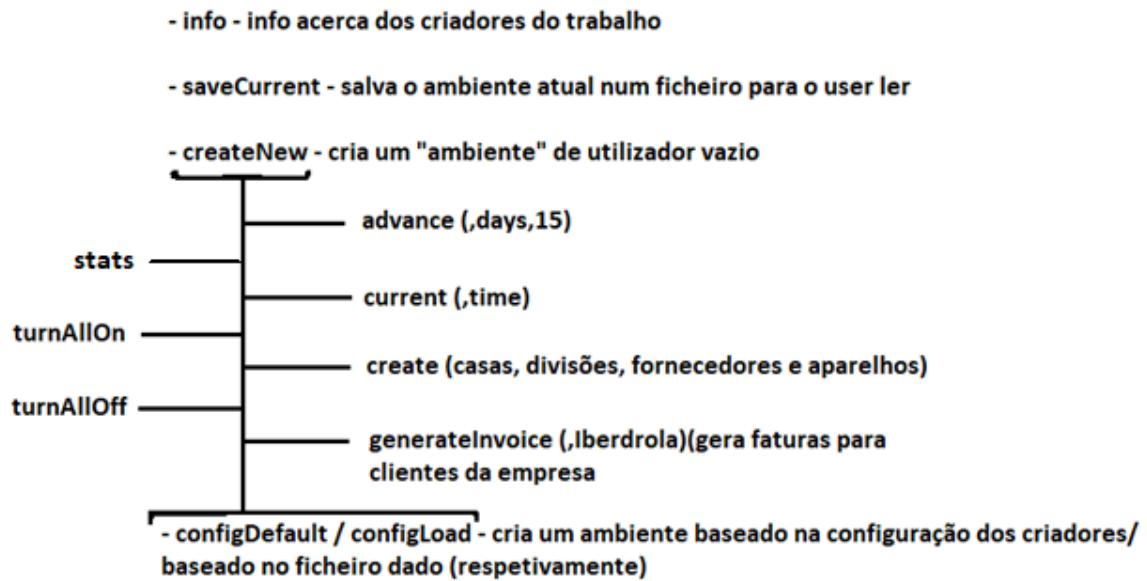 - info - info acerca dos criadores do trabalho
- saveCurrent - salva o ambiente atual num ficheiro para o user ler
- createNew - cria um "ambiente" de utilizador vazio
advance (,days,15)
stats
current (,time)
turnAllOn
create (casas, divisões, fornecedores e aparelhos)
turnAllOff
generateInvoice (,Iberdrola)(gera faturas para
clientes da empresa
- configDefault / configLoad - cria um ambiente baseado na configuração dos criadores/
baseado no ficheiro dado (respetivamente)